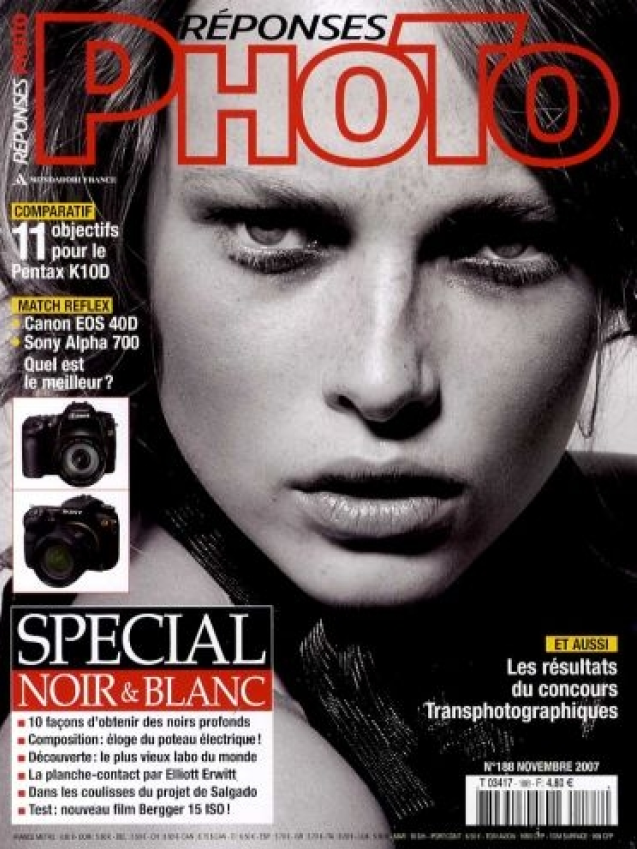 RÉPONSES
PHOTO
RÉPONSES PHOTO
MONDADORI FRANCE
COMPARATIF
11 objectifs
pour le
Pentax K10D
MATCH REFLEX
Canon EOS 40D
Sony Alpha 700
Quel est
le meilleur ?
Canon
SONY
SPECIAL
NOIR & BLANC
10 façons d'obtenir des noirs profonds
Composition : éloge du poteau électrique !
Découverte : le plus vieux labo du monde
La planche-contact par Elliott Erwitt
Dans les coulisses du projet de Salgado
Test : nouveau film Bergger 15 ISO !
ET AUSSI
Les résultats
du concours
Transphotographiques
N°188 NOVEMBRE 2007
T 03417 - 188 - F: 4,80 €